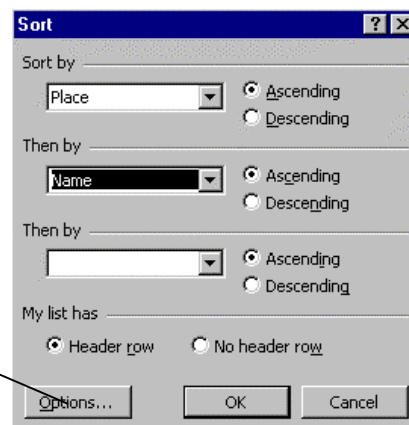 Sort
Sort by
Place
Ascending
Descending
Then by
Name
Ascending
Descending
Then by
Ascending
Descending
My list has
Header row
No header row
Options...
OK
Cancel